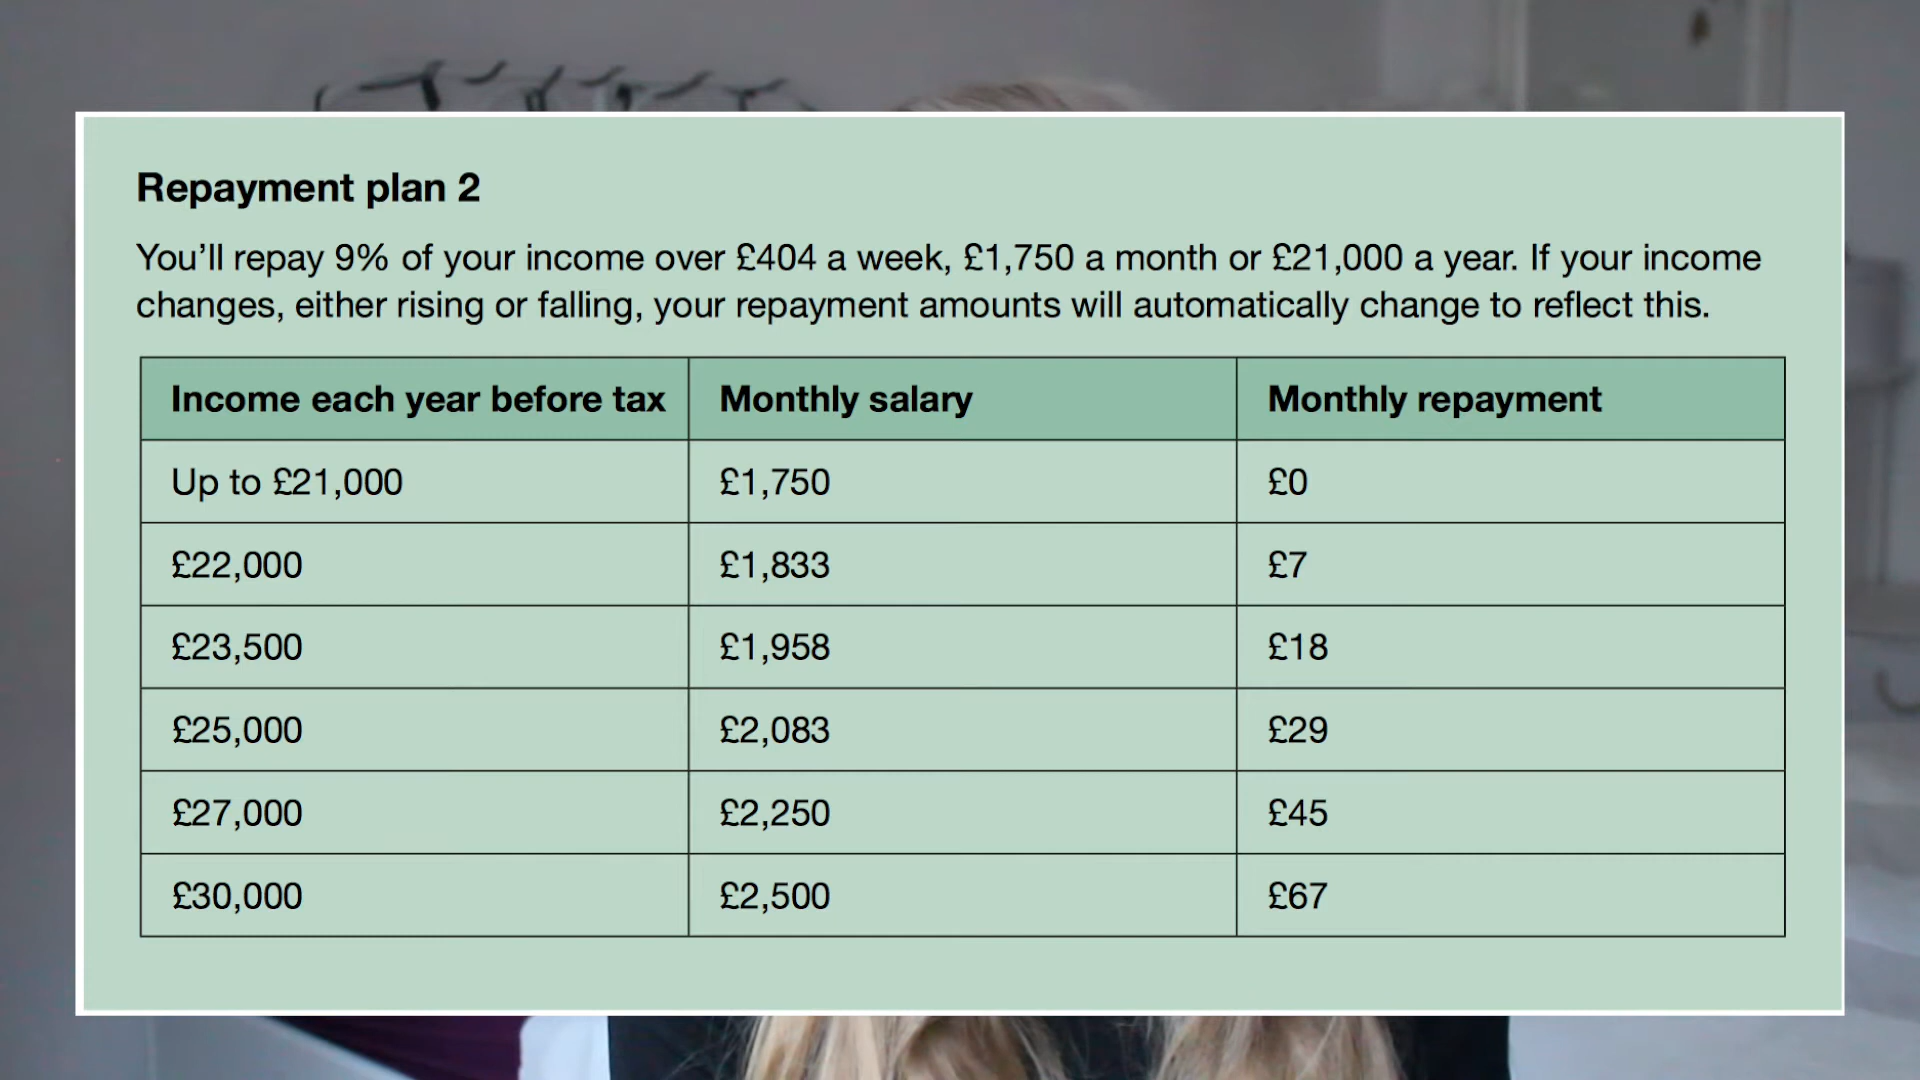 Repayment plan 2
You’ll repay 9% of your income over £404 a week, £1,750 a month or £21,000 a year. If your income
changes, either rising or falling, your repayment amounts will automatically change to reflect this.
Income each year before tax Monthly salary Monthly repayment
Up to £21,000 £1,750 £0
£22,000 £1,833 £7
£23,500 £1,958 £18
£25,000 £2,083 £29
£27,000 £2,250 £45
£30,000 £2,500 £67